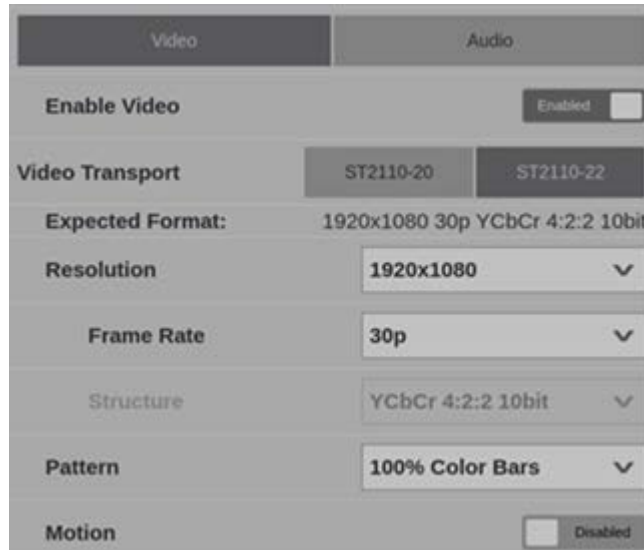 Video Audio
Enable Video Enabled
Video Transport ST2110-20 ST2110-22
Expected Format: 1920x1080 30p YCbCr 4:2:2 10bit
Resolution 1920x1080
Frame Rate 30p
Structure YCbCr 4:2:2 10bit
Pattern 100% Color Bars
Motion Disabled